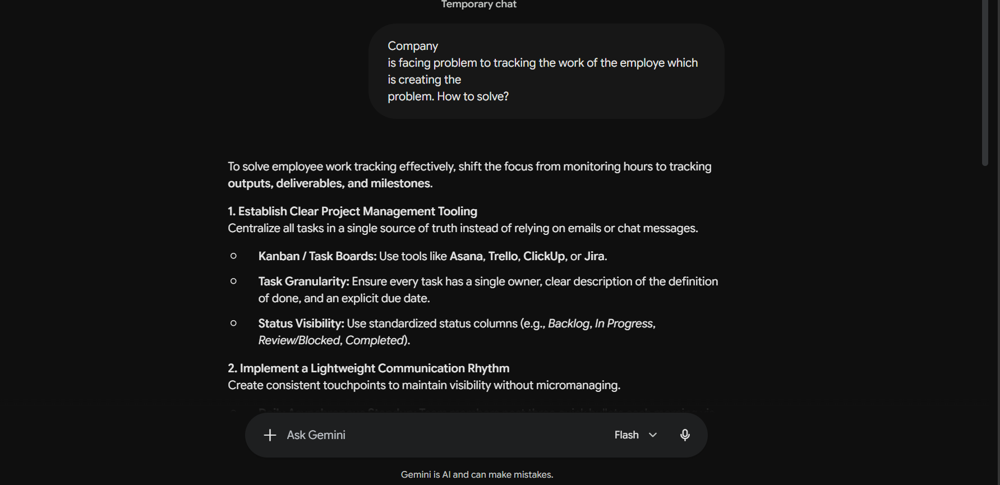 Temporary chat
Company
is facing problem to tracking the work of the employe which
is creating the
problem. How to solve?
To solve employee work tracking effectively, shift the focus from monitoring hours to tracking
outputs, deliverables, and milestones.
1. Establish Clear Project Management Tooling
Centralize all tasks in a single source of truth instead of relying on emails or chat messages.
Kanban / Task Boards: Use tools like Asana, Trello, ClickUp, or Jira.
Task Granularity: Ensure every task has a single owner, clear description of the definition
of done, and an explicit due date.
Status Visibility: Use standardized status columns (e.g., Backlog, In Progress,
Review/Blocked, Completed).
2. Implement a Lightweight Communication Rhythm
Create consistent touchpoints to maintain visibility without micromanaging.
Ask Gemini
Flash
Gemini is AI and can make mistakes.